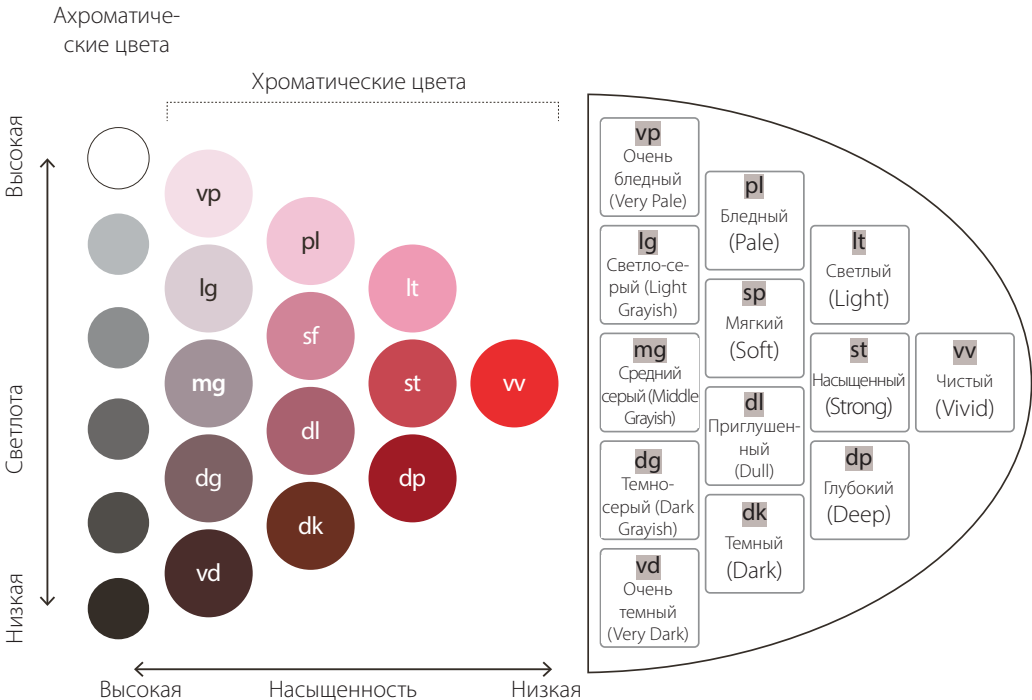 Ахроматиче-
ские цвета
Хроматические цвета
Высокая
Светлота
Низкая
vp
pl
lg
lt
sf
mg
st
vv
dl
dg
dp
dk
vd
Высокая
Насыщенность
Низкая
vp
Очень
бледный
(Very Pale)
lg
Светло-се-
рый (Light
Grayish)
mg
Средний
серый (Middle
Grayish)
dg
Темно-
серый (Dark
Grayish)
vd
Очень
темный
(Very Dark)
pl
Бледный
(Pale)
sp
Мягкий
(Soft)
dl
Приглушен-
ный
(Dull)
dk
Темный
(Dark)
lt
Светлый
(Light)
st
Насыщенный
(Strong)
dp
Глубокий
(Deep)
vv
Чистый
(Vivid)